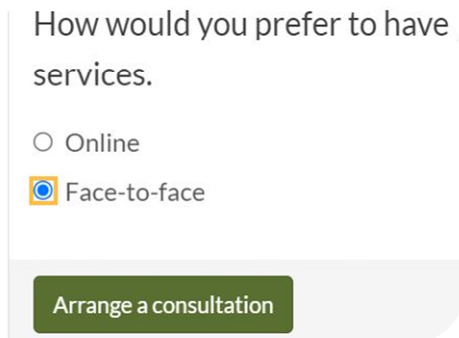 How would you prefer to have
services.
Online
Face-to-face
Arrange a consultation